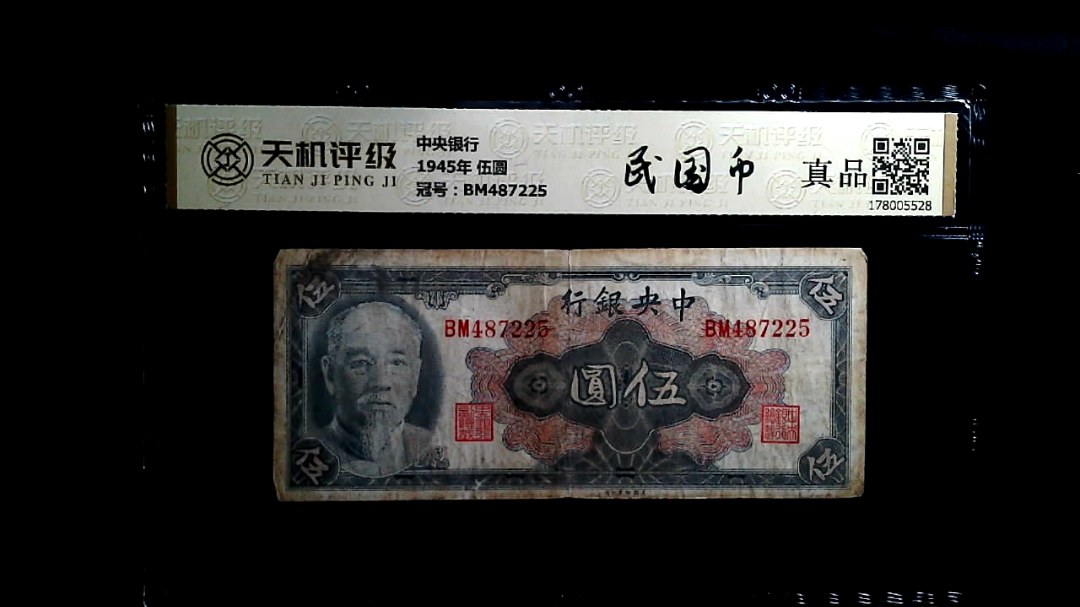 天机评级
TIAN JI PING JI
中央银行
1945年 伍圆
冠号：BM487225
民国币
真品
178005528
伍
伍
行銀央中
BM487225
BM487225
圓伍
伍
伍